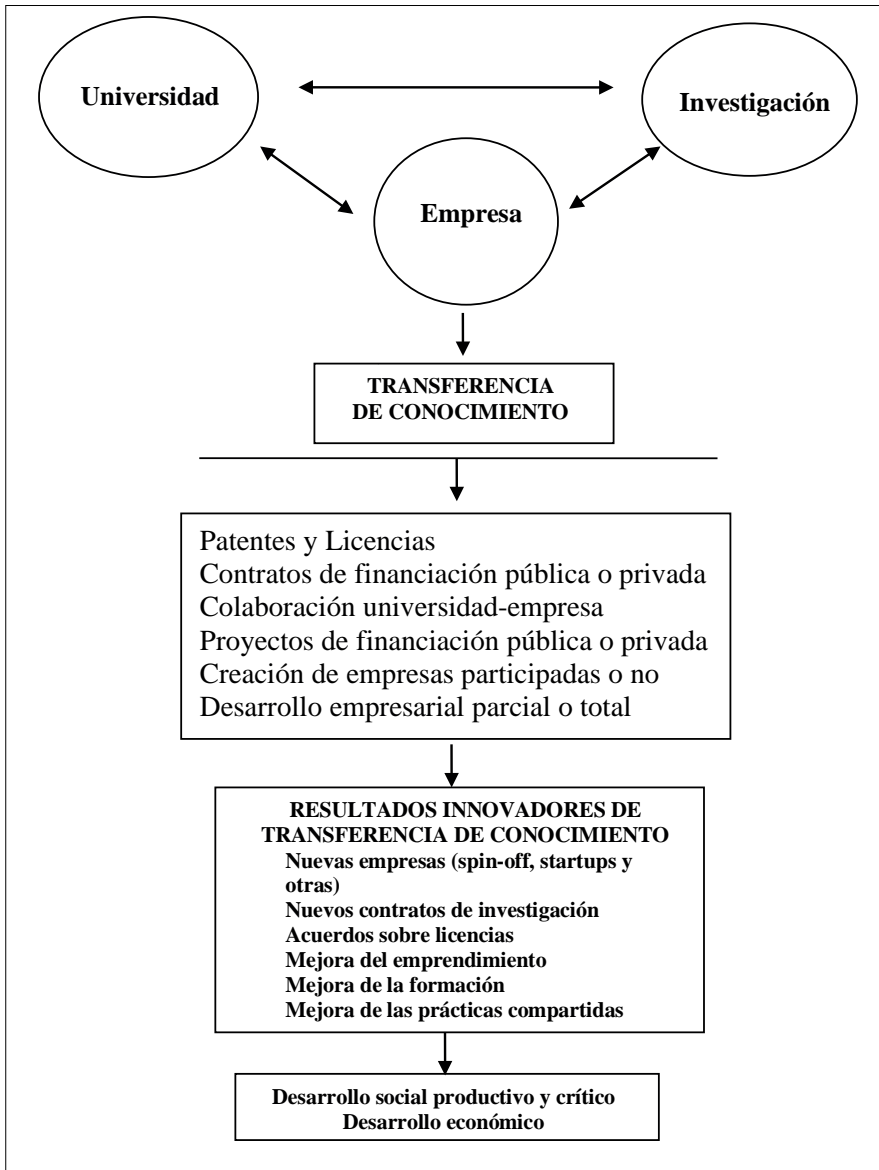 Universidad
Investigación
Empresa
TRANSFERENCIA
DE CONOCIMIENTO
Patentes y Licencias
Contratos de financiación pública o privada
Colaboración universidad-empresa
Proyectos de financiación pública o privada
Creación de empresas participadas o no
Desarrollo empresarial parcial o total
RESULTADOS INNOVADORES DE
TRANSFERENCIA DE CONOCIMIENTO
Nuevas empresas (spin-off, startups y
otras)
Nuevos contratos de investigación
Acuerdos sobre licencias
Mejora del emprendimiento
Mejora de la formación
Mejora de las prácticas compartidas
Desarrollo social productivo y crítico
Desarrollo económico